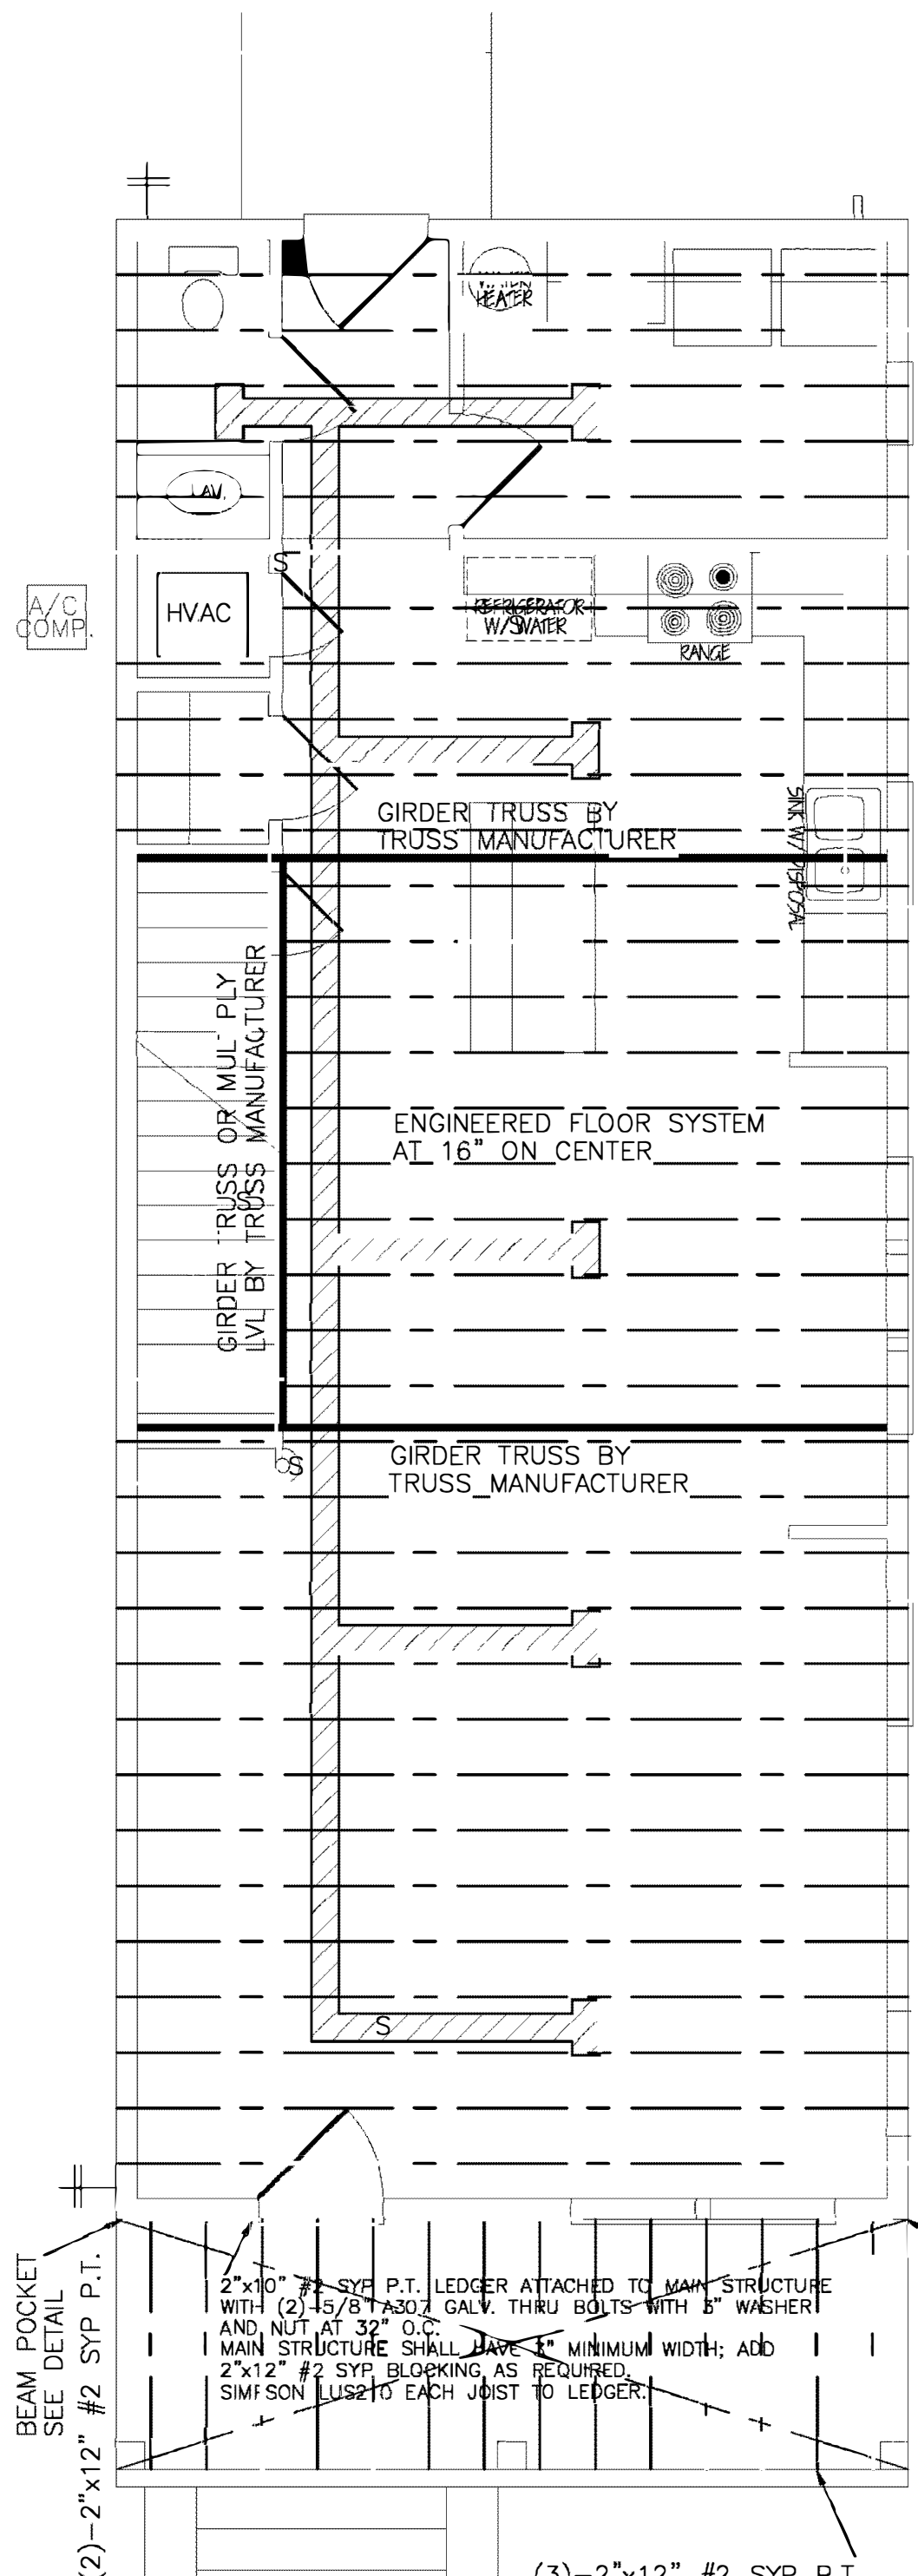 HEATER
LAV.
S
A/C
COMP.
HVAC
REFRIGERATOR
W/WATER
RANGE
SINK W/ DISPOSAL
GIRDER TRUSS BY
TRUSS MANUFACTURER
GIRDER TRUSS OR MUL PLY
LVL BY TRUSS MANUFACTURER
S
ENGINEERED FLOOR SYSTEM
AT 16" ON CENTER
GIRDER TRUSS BY
TRUSS MANUFACTURER
S
S
BEAM POCKET
SEE DETAIL
(2)-2"x12" #2 SYP P.T.
2"x10" #2 SYP P.T. LEDGER ATTACHED TO MAIN STRUCTURE
WITH (2)-5/8" A307 GALV. THRU BOLTS WITH 3" WASHER
AND NUT AT 32" O.C.
MAIN STRUCTURE SHALL HAVE 3" MINIMUM WIDTH; ADD
2"x12" #2 SYP BLOCKING AS REQUIRED.
SIMPSON LUS210 EACH JOIST TO LEDGER.
(3)-2"x12" #2 SYP P.T.